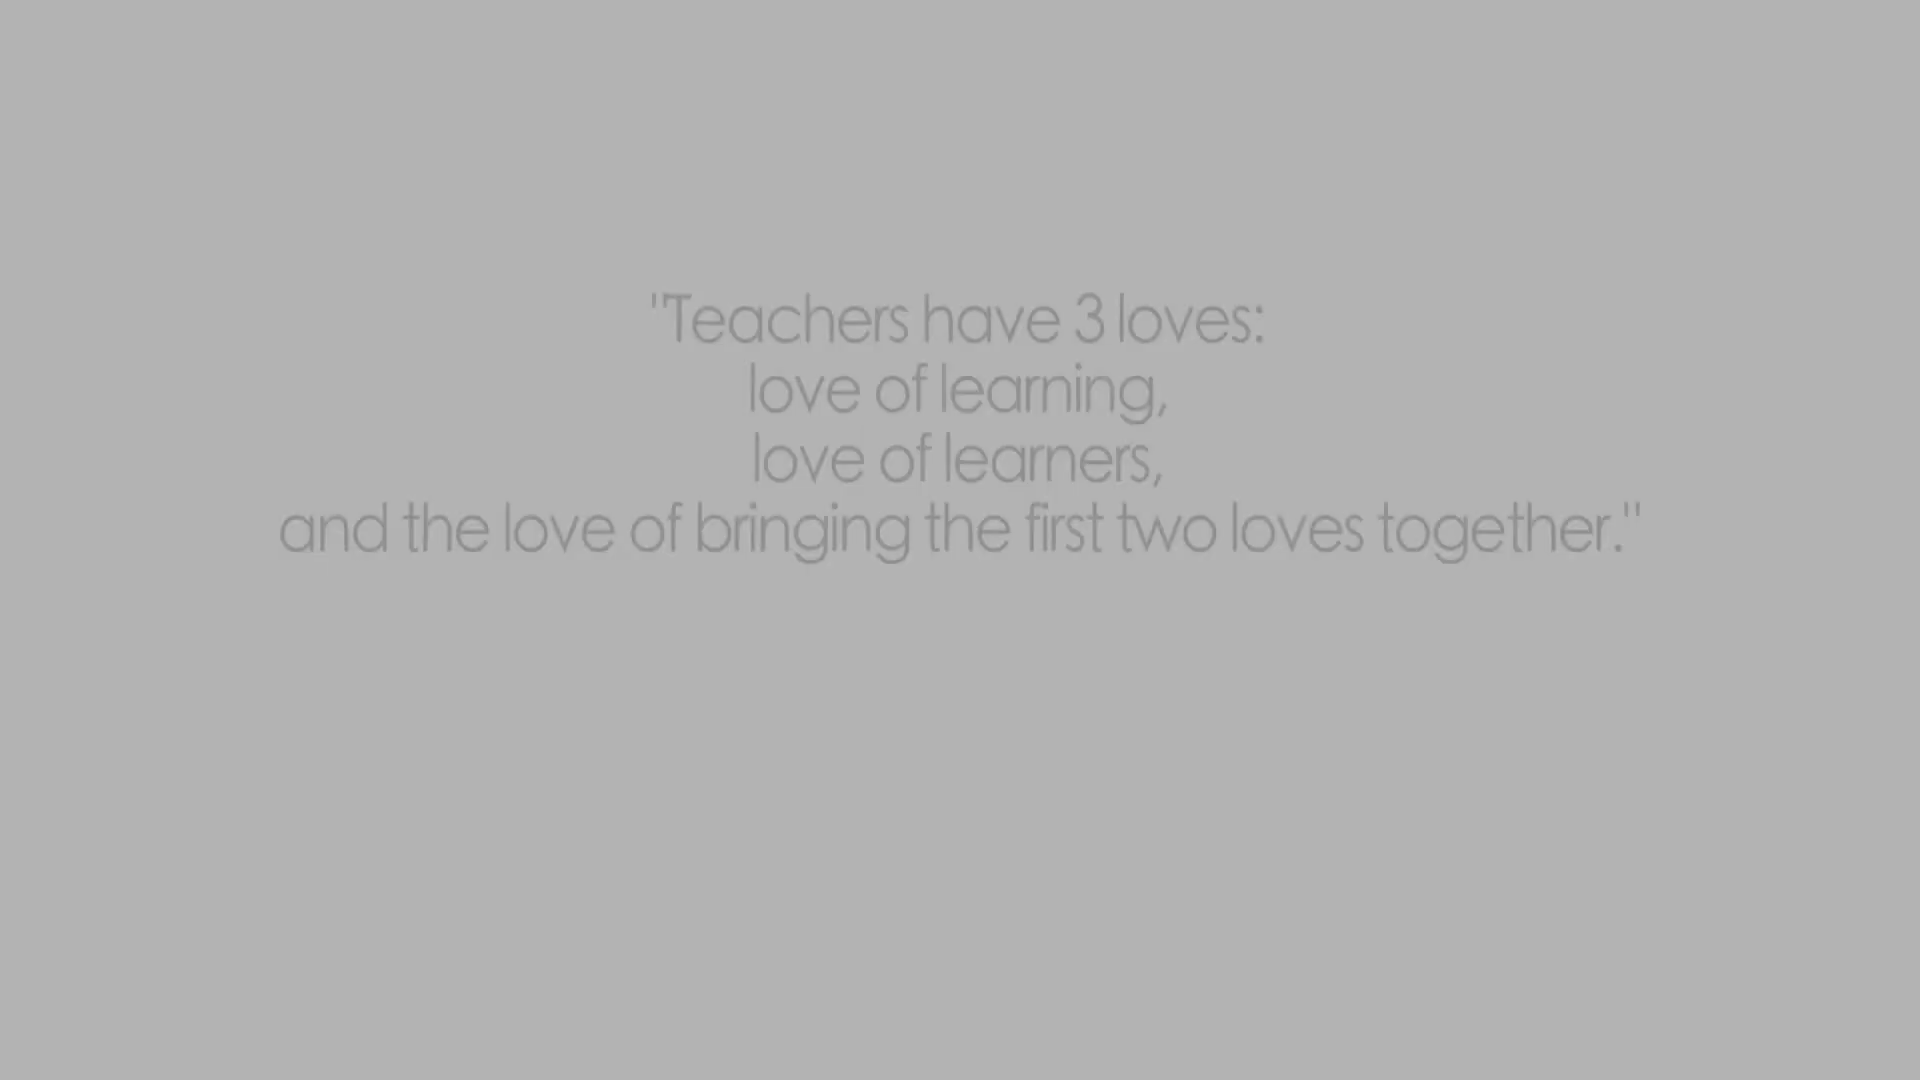 "Teachers have 3 loves:
love of learning,
love of learners,
and the love of bringing the first two loves together."